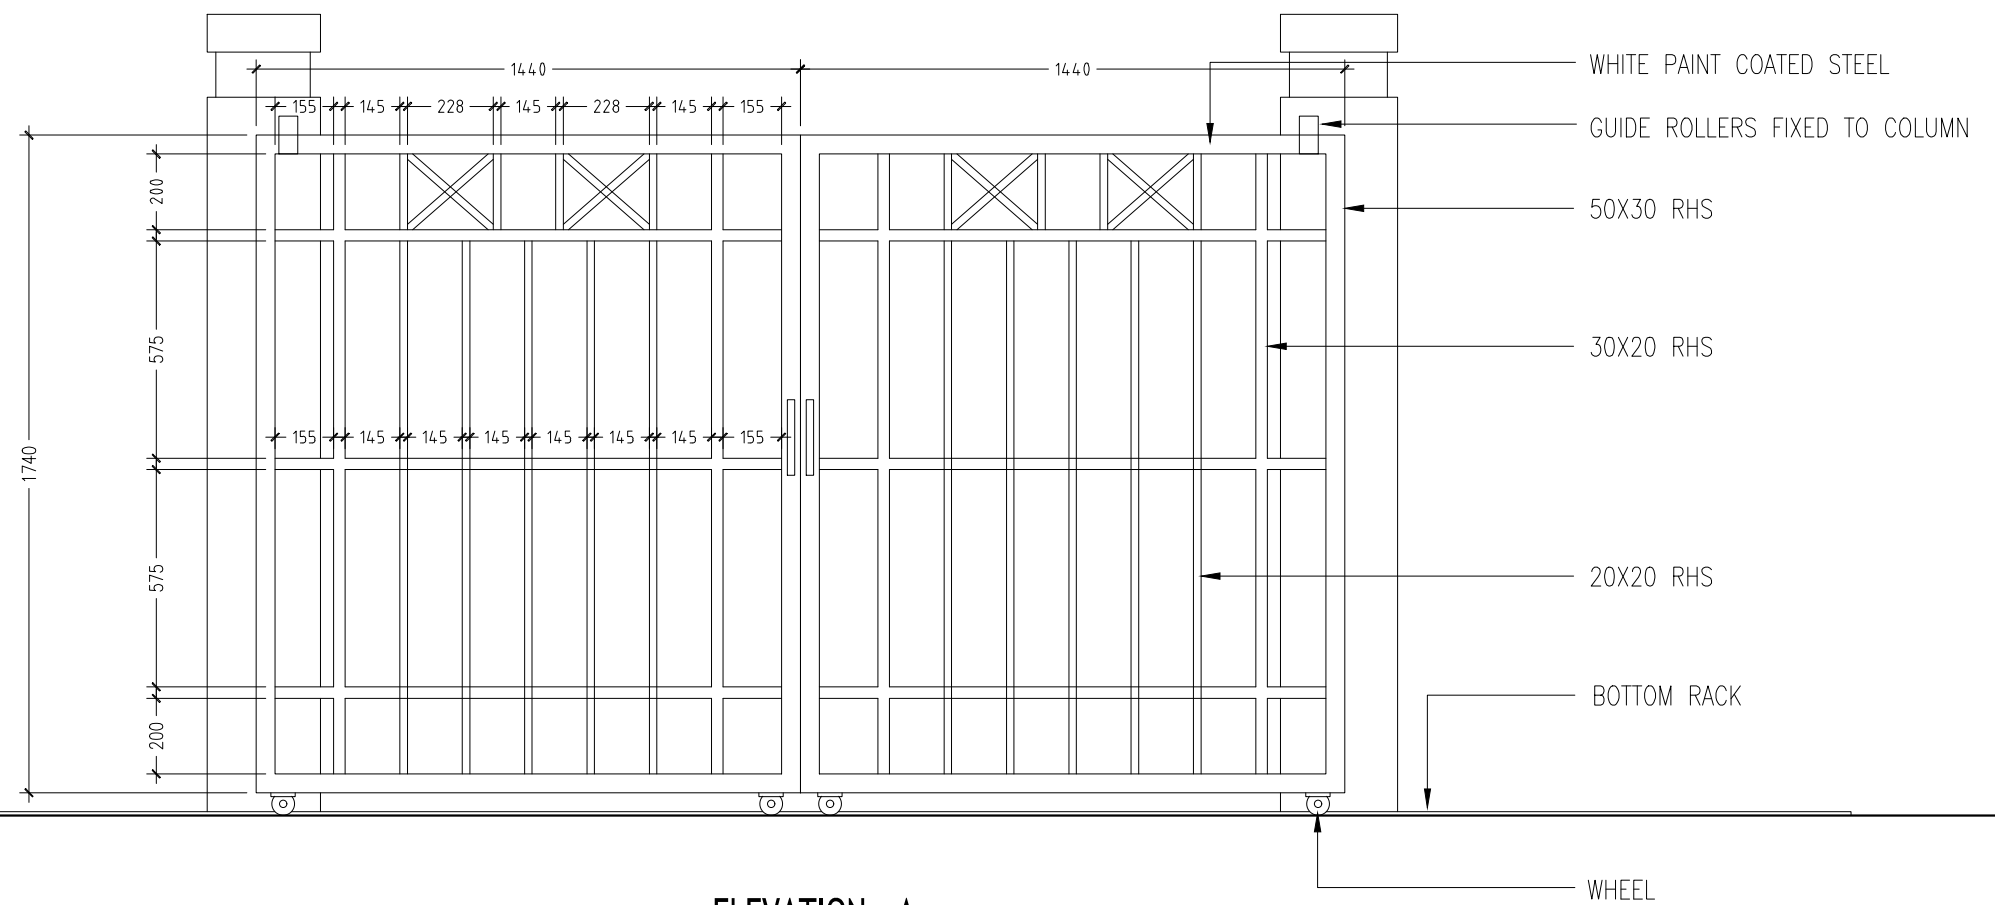 1440
1440
WHITE PAINT COATED STEEL
155 145 228 145 228 145 155
GUIDE ROLLERS FIXED TO COLUMN
200
50X30 RHS
575
30X20 RHS
155 145 145 145 145 145 145 155
1740
575
20X20 RHS
BOTTOM RACK
200
WHEEL
ELEVATION - A